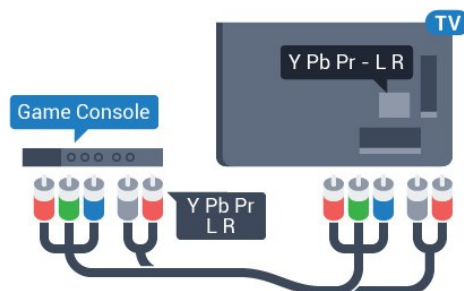 TV
Y Pb Pr - L R
Game Console
Y Pb Pr
L R